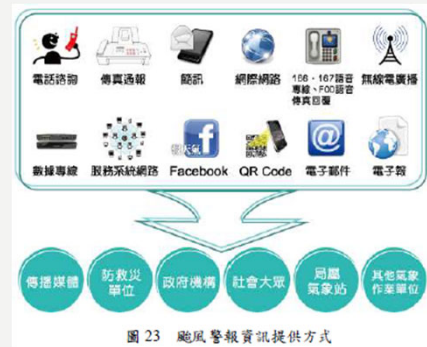 電話諮詢 傳真通報 簡訊 網際網路 166、167語音 無線電廣播
專線、F00語音
傳真回覆
報天氣
數據專線 服務系統網路 Facebook QR Code 電子郵件 電子報
傳播媒體 防救災 政府機構 社會大眾 局屬 其他氣象
單位 氣象站 作業單位
圖 23 颱風警報資訊提供方式